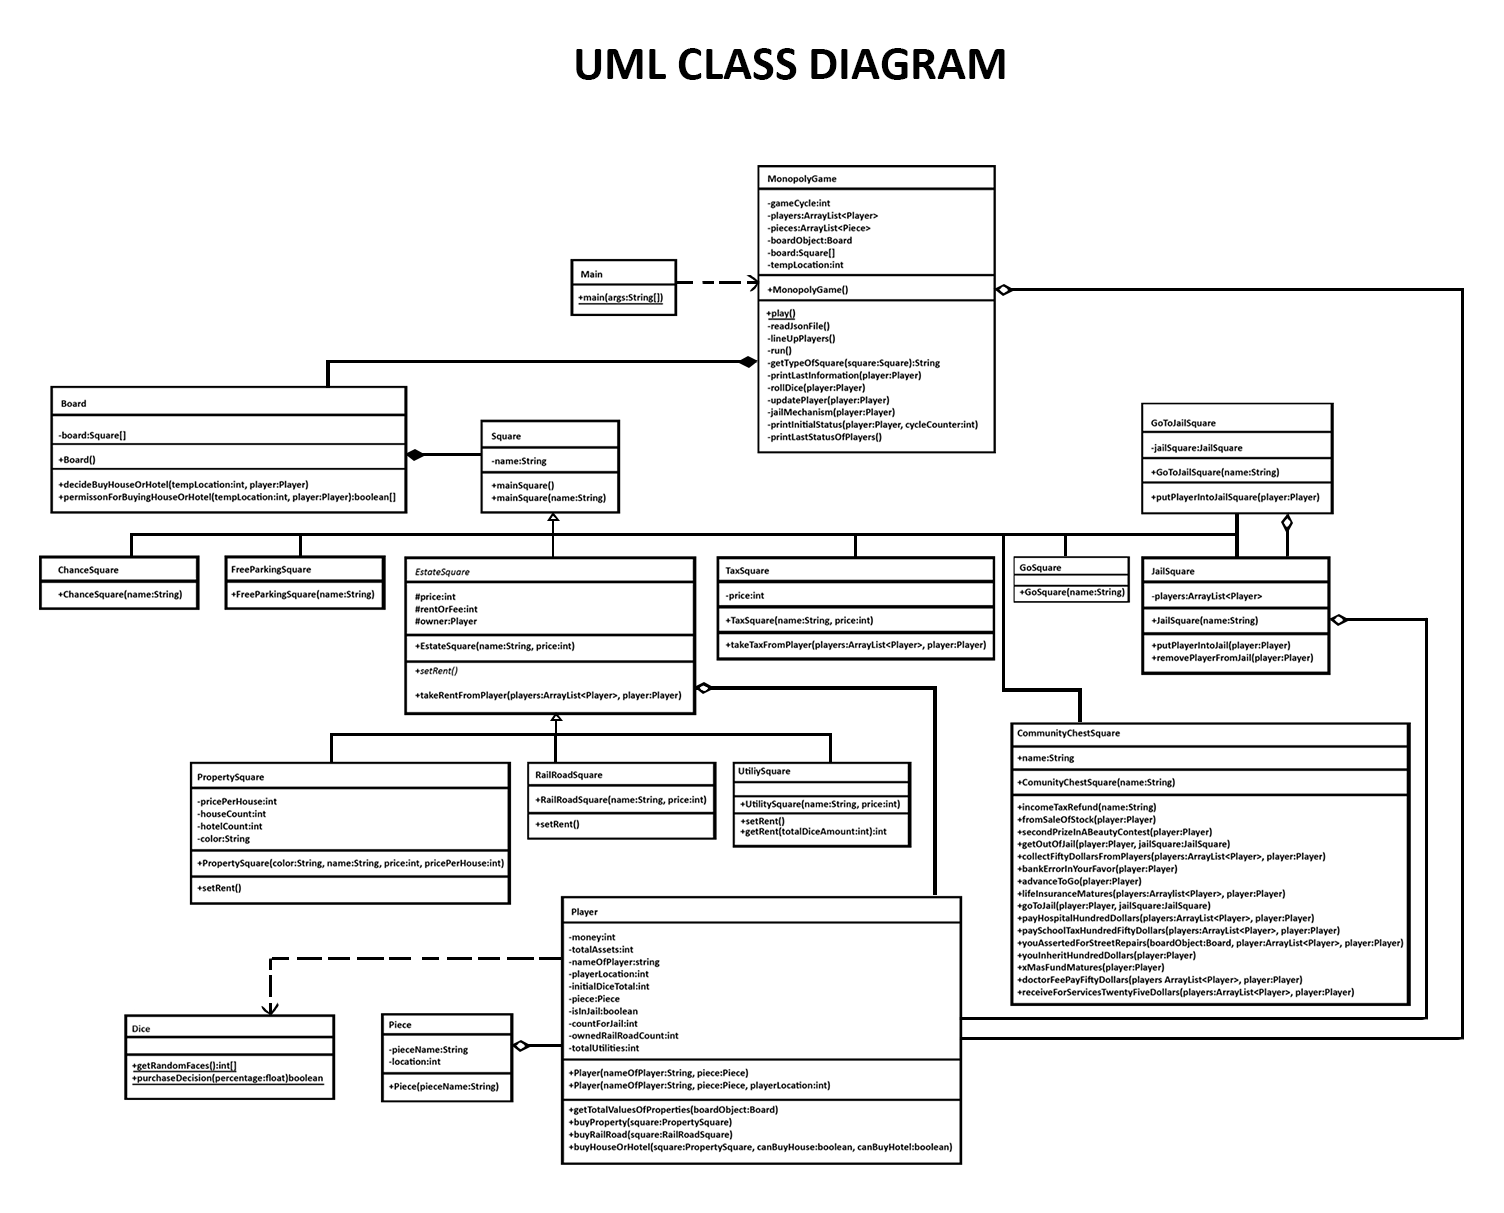 UML CLASS DIAGRAM
MonopolyGame
-gameCycle:int
-players:ArrayList<Player>
-pieces:ArrayList<Piece>
-boardObject:Board
-board:Square[]
-tempLocation:int
+MonopolyGame()
+play()
-readJsonFile()
-lineUpPlayers()
-run()
-getTypeOfSquare(square:Square):String
-printLastInformation(player:Player)
-rollDice(player:Player)
-updatePlayer(player:Player)
-jailMechanism(player:Player)
-printInitialStatus(player:Player, cycleCounter:int)
-printLastStatusOfPlayers()
Main
+main(args:String[])
Board
-board:Square[]
+Board()
+decideBuyHouseOrHotel(tempLocation:int, player:Player)
+permissonForBuyingHouseOrHotel(tempLocation:int, player:Player):boolean[]
Square
-name:String
+mainSquare()
+mainSquare(name:String)
GoToJailSquare
-jailSquare:JailSquare
+GoToJailSquare(name:String)
+putPlayerIntoJailSquare(player:Player)
ChanceSquare
+ChanceSquare(name:String)
FreeParkingSquare
+FreeParkingSquare(name:String)
EstateSquare
#price:int
#rentOrFee:int
#owner:Player
+EstateSquare(name:String, price:int)
+setRent()
+takeRentFromPlayer(players:ArrayList<Player>, player:Player)
TaxSquare
-price:int
+TaxSquare(name:String, price:int)
+takeTaxFromPlayer(players:ArrayList<Player>, player:Player)
GoSquare
+GoSquare(name:String)
JailSquare
-players:ArrayList<Player>
+JailSquare(name:String)
+putPlayerIntoJail(player:Player)
+removePlayerFromJail(player:Player)
PropertySquare
-pricePerHouse:int
-houseCount:int
-hotelCount:int
-color:String
+PropertySquare(color:String, name:String, price:int, pricePerHouse:int)
+setRent()
RailRoadSquare
+RailRoadSquare(name:String, price:int)
+setRent()
UtiliySquare
+UtilitySquare(name:String, price:int)
+setRent()
+getRent(totalDiceAmount:int):int
CommunityChestSquare
+name:String
+ComunityChestSquare(name:String)
+incomeTaxRefund(name:String)
+fromSaleOfStock(player:Player)
+secondPrizeInABeautyContest(player:Player)
+getOutOfJail(player:Player, jailSquare:JailSquare)
+collectFiftyDollarsFromPlayers(players:ArrayList<Player>, player:Player)
+bankErrorInYourFavor(player:Player)
+advanceToGo(player:Player)
+lifeInsuranceMatures(players:Arraylist<Player>, player:Player)
+goToJail(player:Player, jailSquare:JailSquare)
+payHospitalHundredDollars(players:ArrayList<Player>, player:Player)
+paySchoolTaxHundredFiftyDollars(players:ArrayList<Player>, player:Player)
+youAssertedForStreetRepairs(boardObject:Board, player:ArrayList<Player>, player:Player)
+youInheritHundredDollars(player:Player)
+xMasFundMatures(player:Player)
+doctorFeePayFiftyDollars(players ArrayList<Player>, player:Player)
+receiveForServicesTwentyFiveDollars(players:ArrayList<Player>, player:Player)
Player
-money:int
-totalAssets:int
-nameOfPlayer:string
-playerLocation:int
-initialDiceTotal:int
-piece:Piece
-isInJail:boolean
-countForJail:int
-ownedRailRoadCount:int
-totalUtilities:int
+Player(nameOfPlayer:String, piece:Piece)
+Player(nameOfPlayer:String, piece:Piece, playerLocation:int)
+getTotalValuesOfProperties(boardObject:Board)
+buyProperty(square:PropertySquare)
+buyRailRoad(square:RailRoadSquare)
+buyHouseOrHotel(square:PropertySquare, canBuyHouse:boolean, canBuyHotel:boolean)
Dice
+getRandomFaces():int[]
+purchaseDecision(percentage:float)boolean
Piece
-pieceName:String
-location:int
+Piece(pieceName:String)